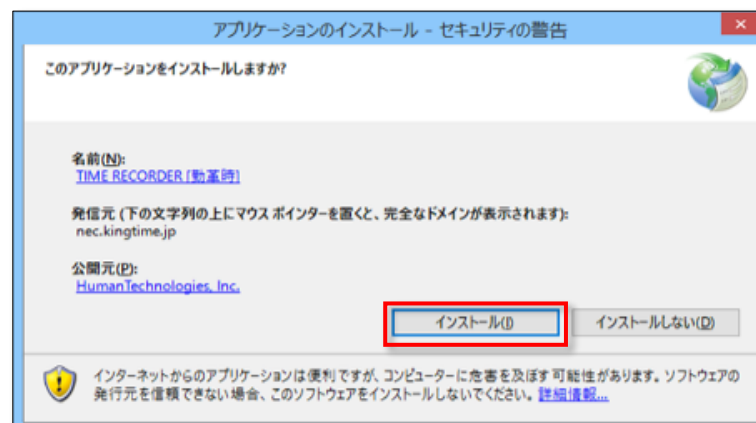 アプリケーションのインストール - セキュリティの警告
このアプリケーションをインストールしますか?
名前(N):
TIME RECORDER [勤革時]
発信元 (下の文字列の上にマウス ポインターを置くと、完全なドメインが表示されます):
nec.kingtime.jp
公開元(P):
HumanTechnologies, Inc.
インストール(I)
インストールしない(D)
インターネットからのアプリケーションは便利ですが、コンピューターに危害を及ぼす可能性があります。ソフトウェアの
発行元を信頼できない場合、このソフトウェアをインストールしないでください。詳細情報...